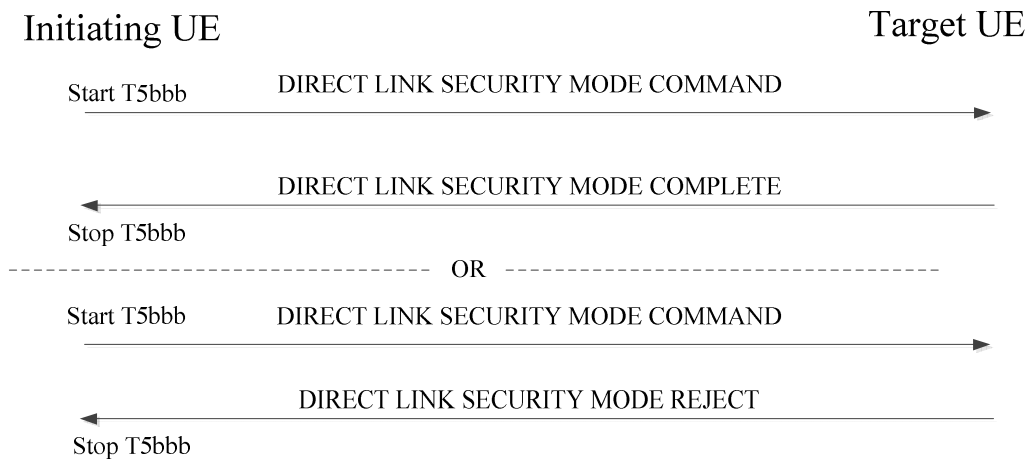 Initiating UE
Target UE
Start T5bbb
DIRECT LINK SECURITY MODE COMMAND
DIRECT LINK SECURITY MODE COMPLETE
Stop T5bbb
OR
Start T5bbb
DIRECT LINK SECURITY MODE COMMAND
DIRECT LINK SECURITY MODE REJECT
Stop T5bbb